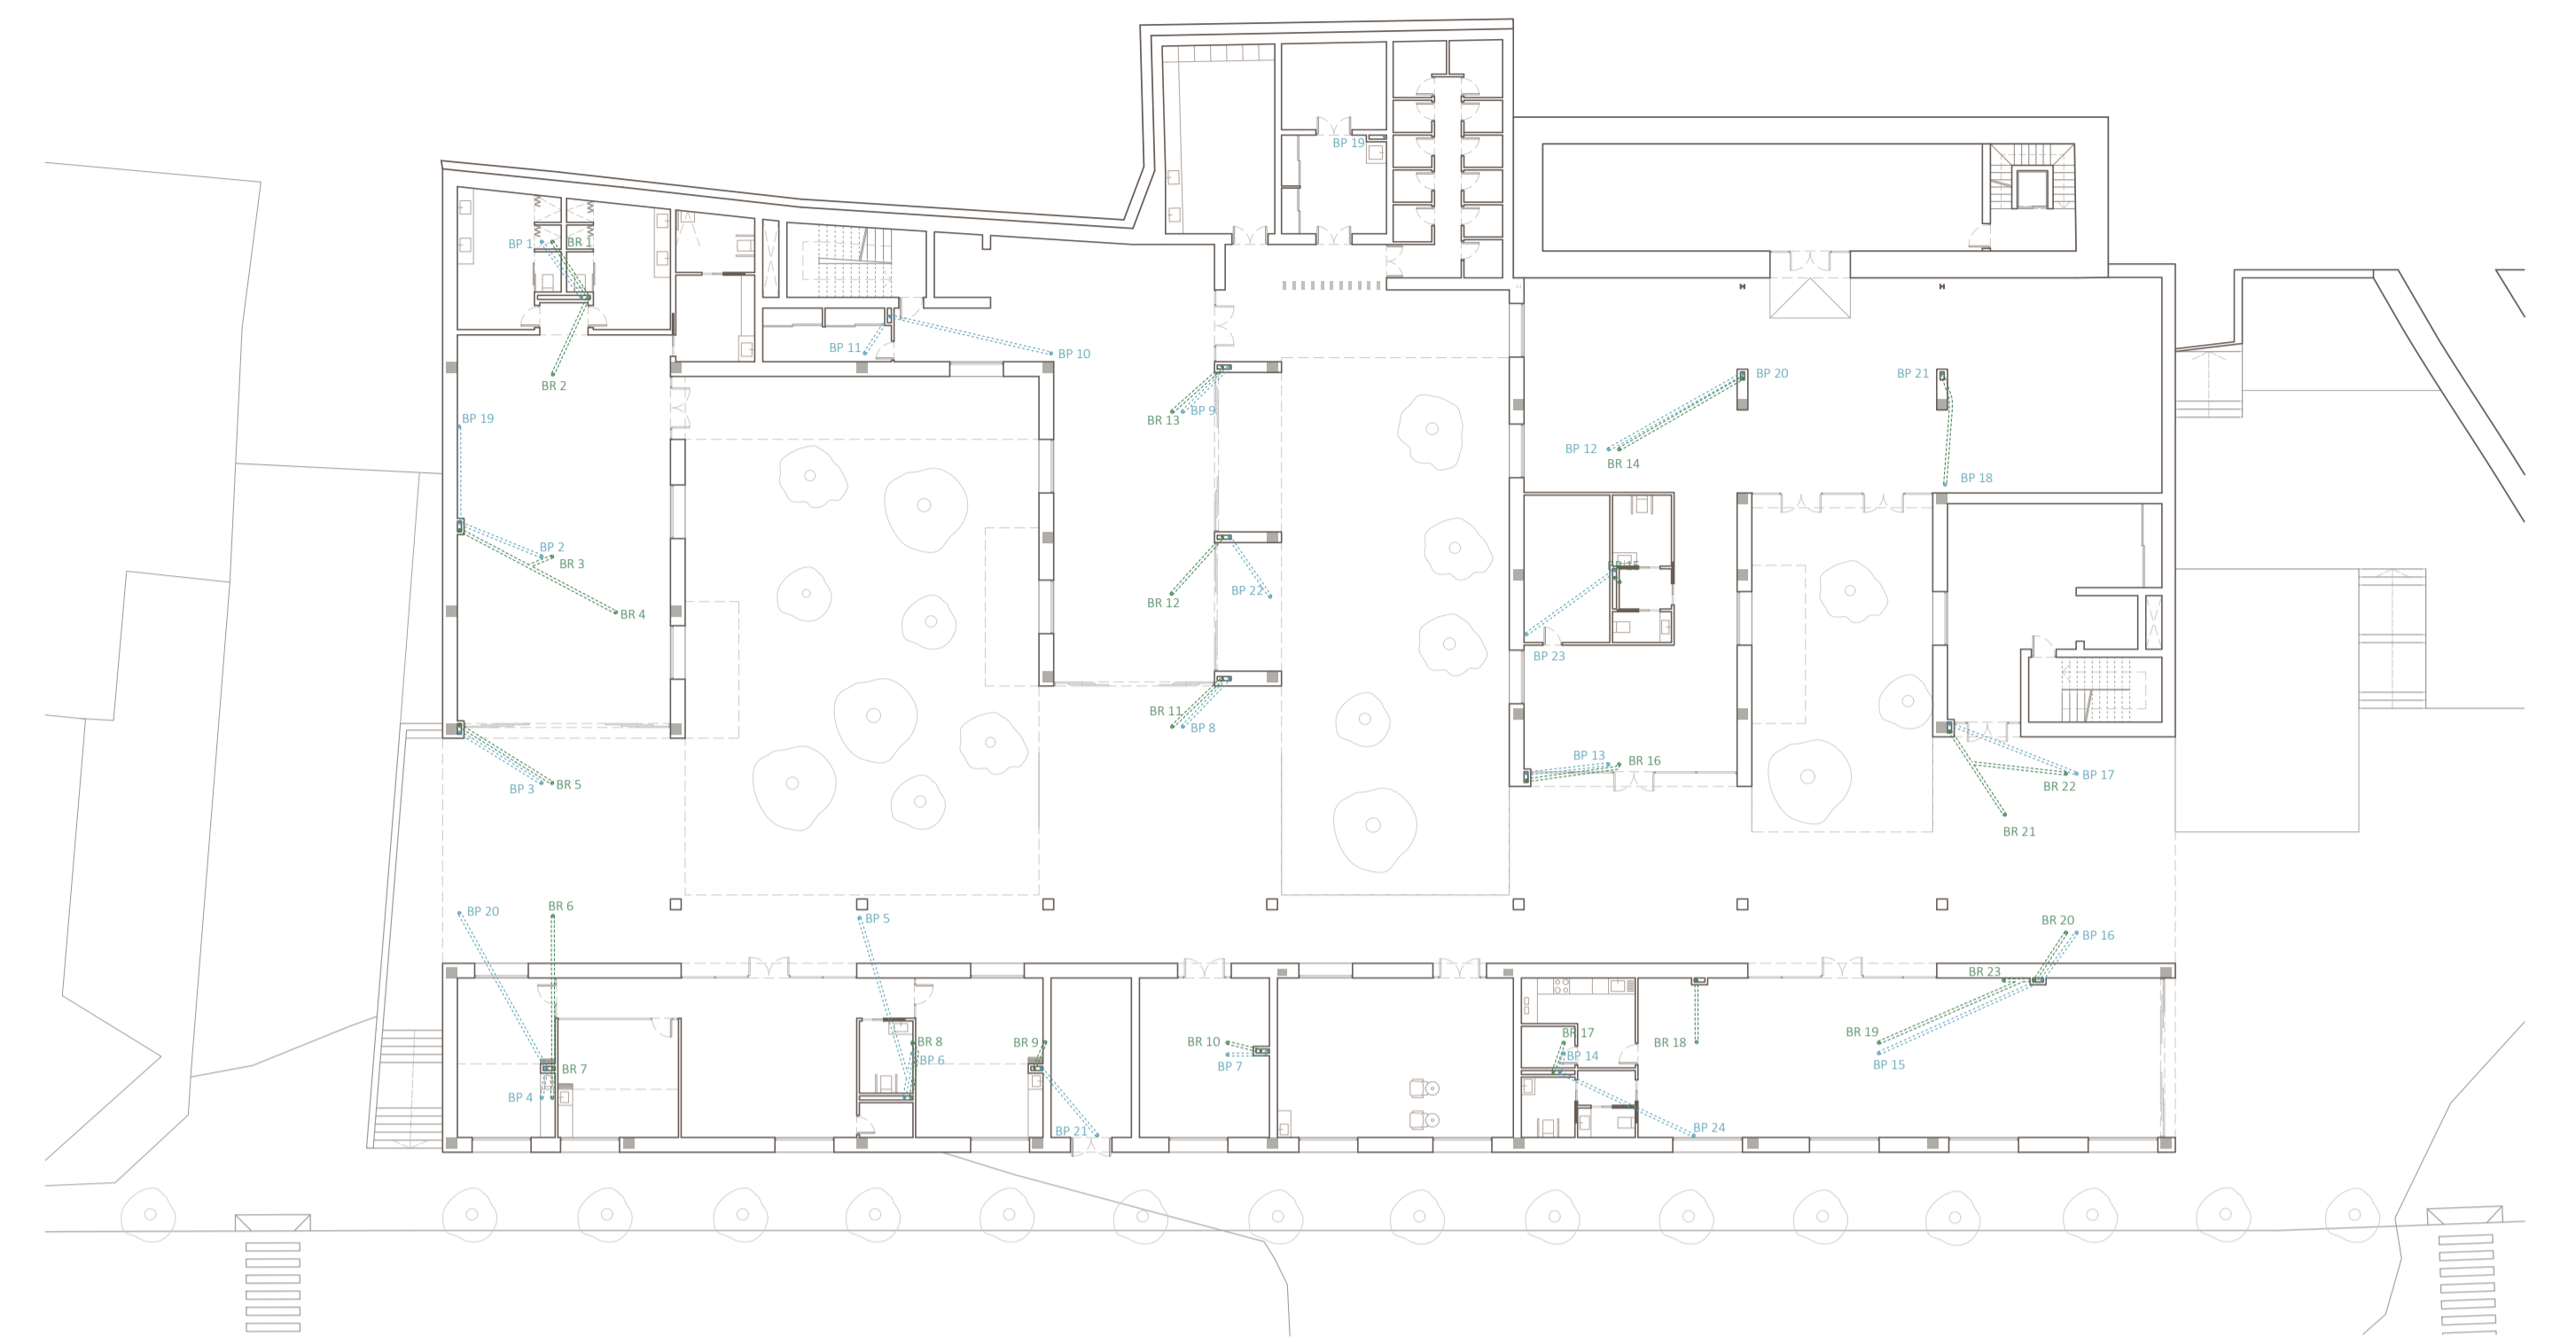 BP 19
BP 1
BR 1
BP 11
BP 10
BR 2
BP 20
BP 21
BP 9
BR 13
BP 19
BP 12
BR 14
BP 18
BP 2
BR 3
BR 4
BR 12
BP 22
BP 23
BR 11
BP 8
BP 13
BR 16
BP 3
BR 5
BP 17
BR 22
BR 21
BP 20
BR 6
BP 5
BR 20
BP 16
BR 23
BR 8
BR 9
BR 10
BR 17
BR 18
BR 19
BP 6
BP 7
BP 14
BP 15
BR 7
BP 4
BP 21
BP 24